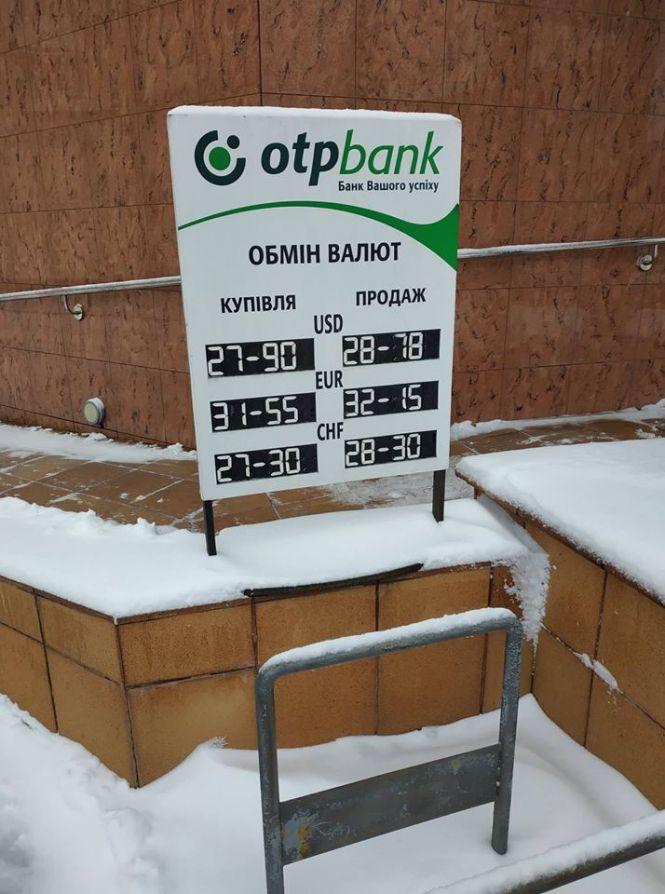 otpbank
Банк Вашого успіху
ОБМІН ВАЛЮТ
КУПІВЛЯ ПРОДАЖ
USD
27-90 28-78
EUR
31-55 32-15
CHF
27-30 28-30